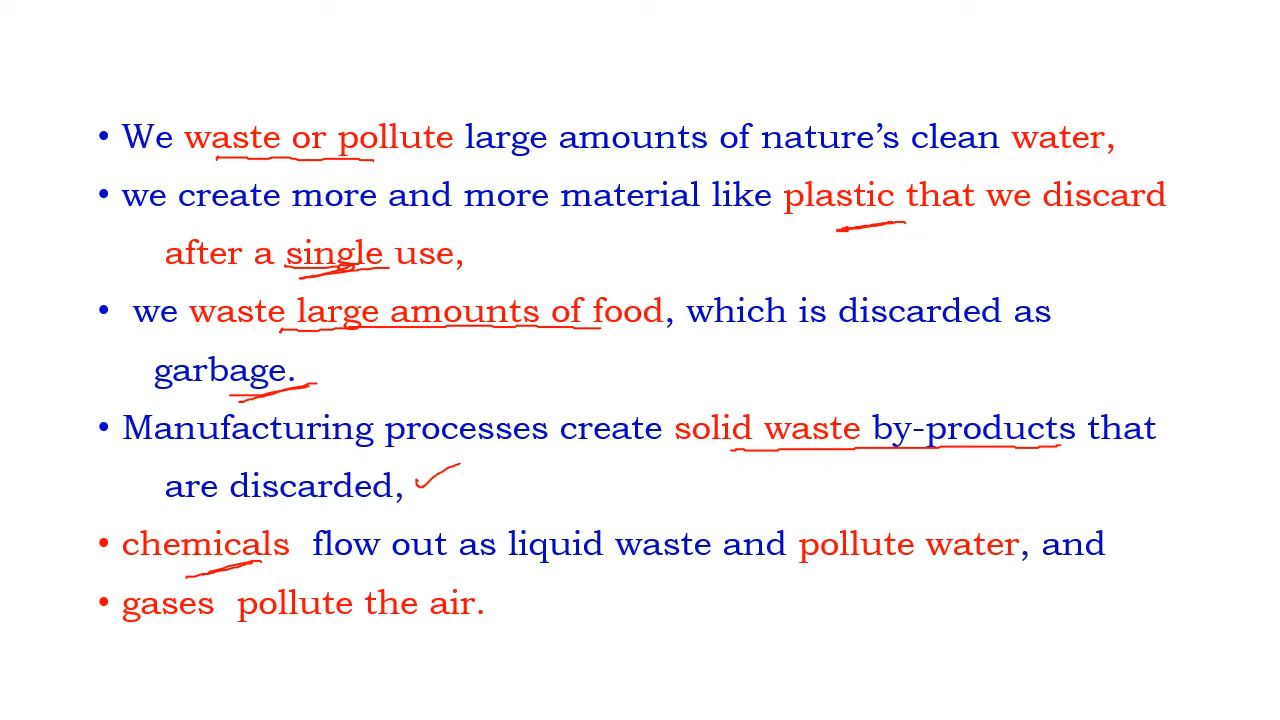 • We waste or pollute large amounts of nature’s clean water,
• we create more and more material like plastic that we discard
after a single use,
• we waste large amounts of food, which is discarded as
garbage.
• Manufacturing processes create solid waste by-products that
are discarded,
• chemicals flow out as liquid waste and pollute water, and
• gases pollute the air.